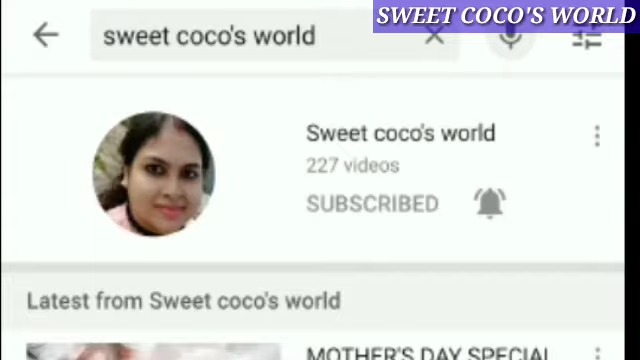 SWEET COCO'S WORLD
sweet coco's world
Sweet coco's world
227 videos
SUBSCRIBED
Latest from Sweet coco's world
MOTHER'S DAY SPECIAL